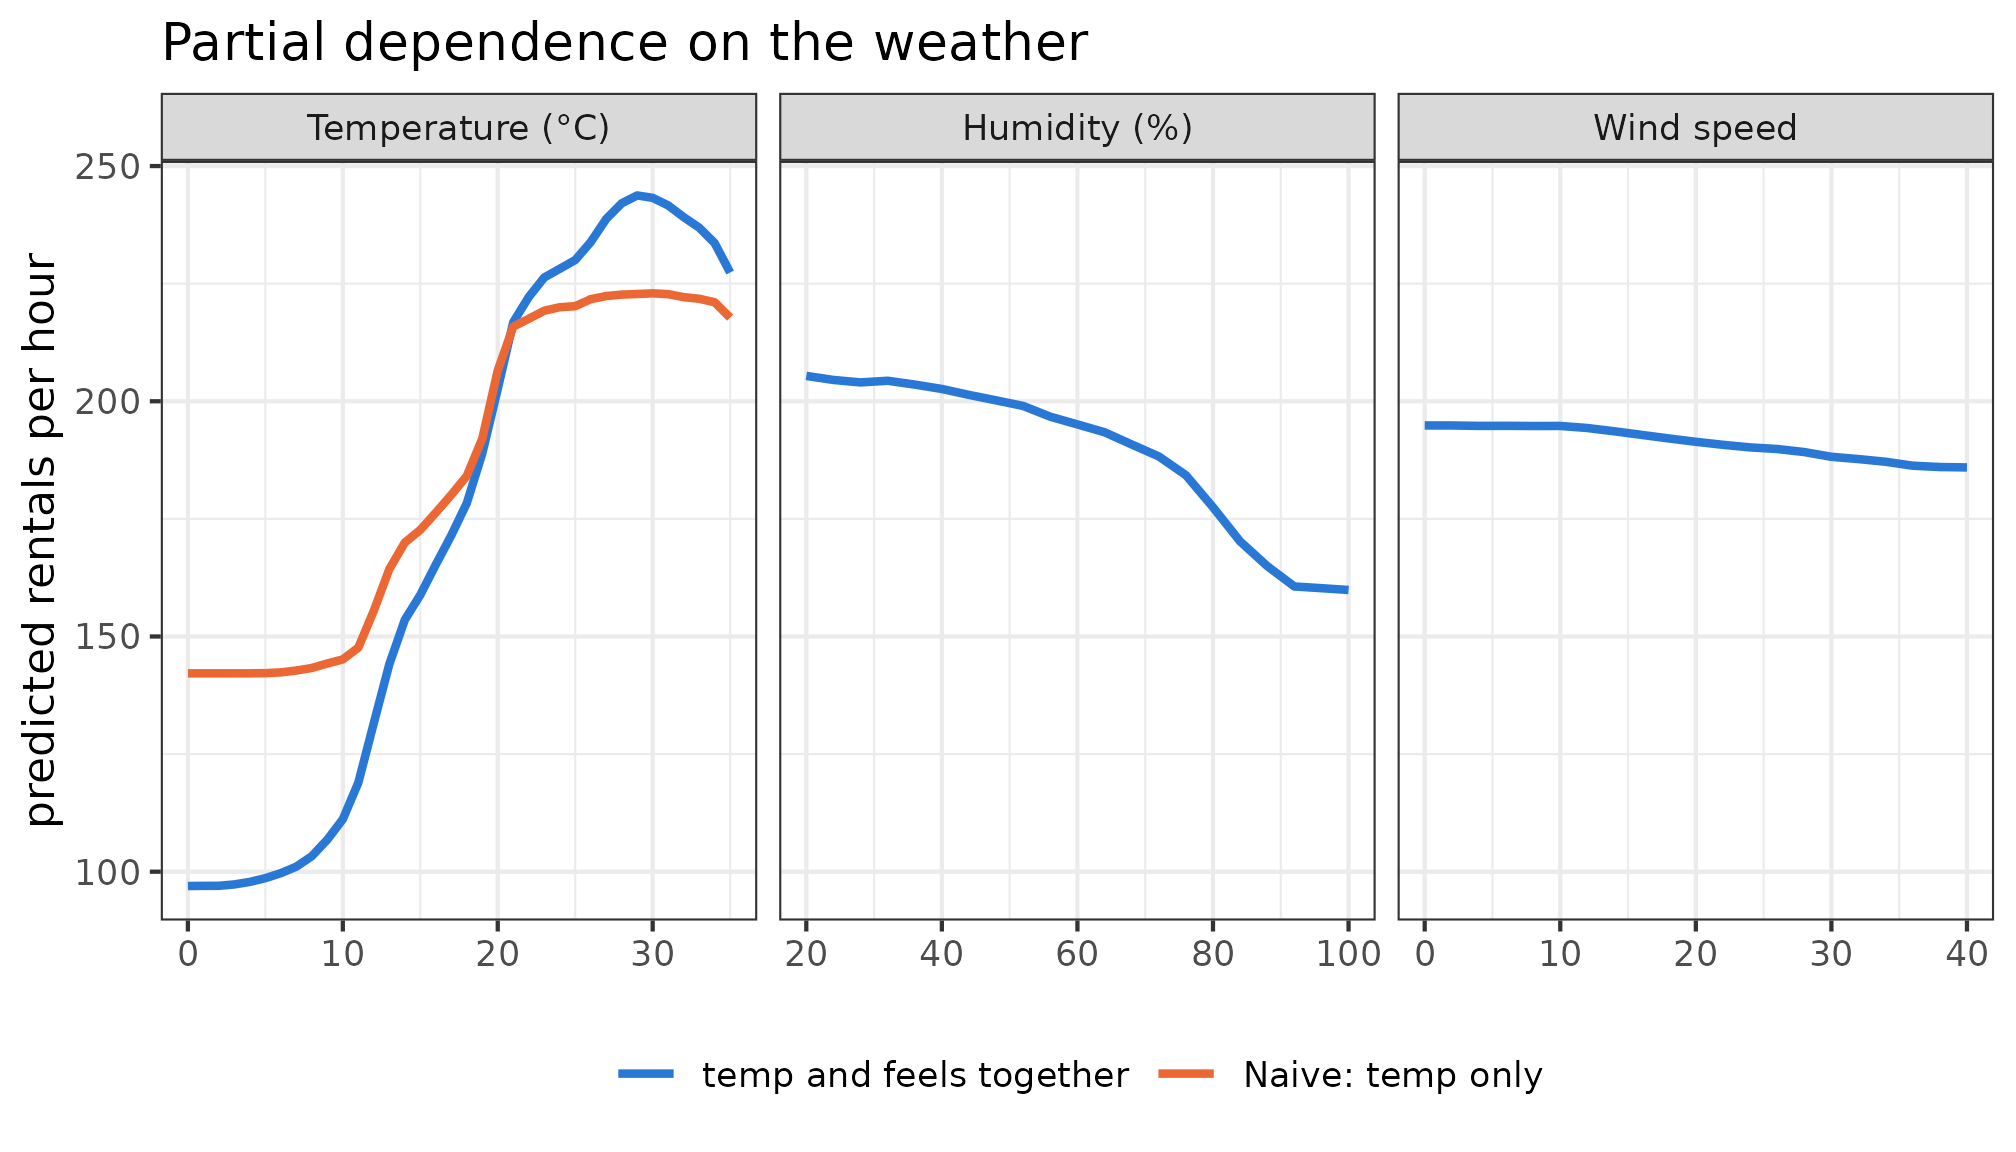 Partial dependence on the weather
Temperature (°C)
Humidity (%)
Wind speed
predicted rentals per hour
250
200
150
100
0 10 20 30
20 40 60 80 100
0 10 20 30 40
temp and feels together
Naive: temp only